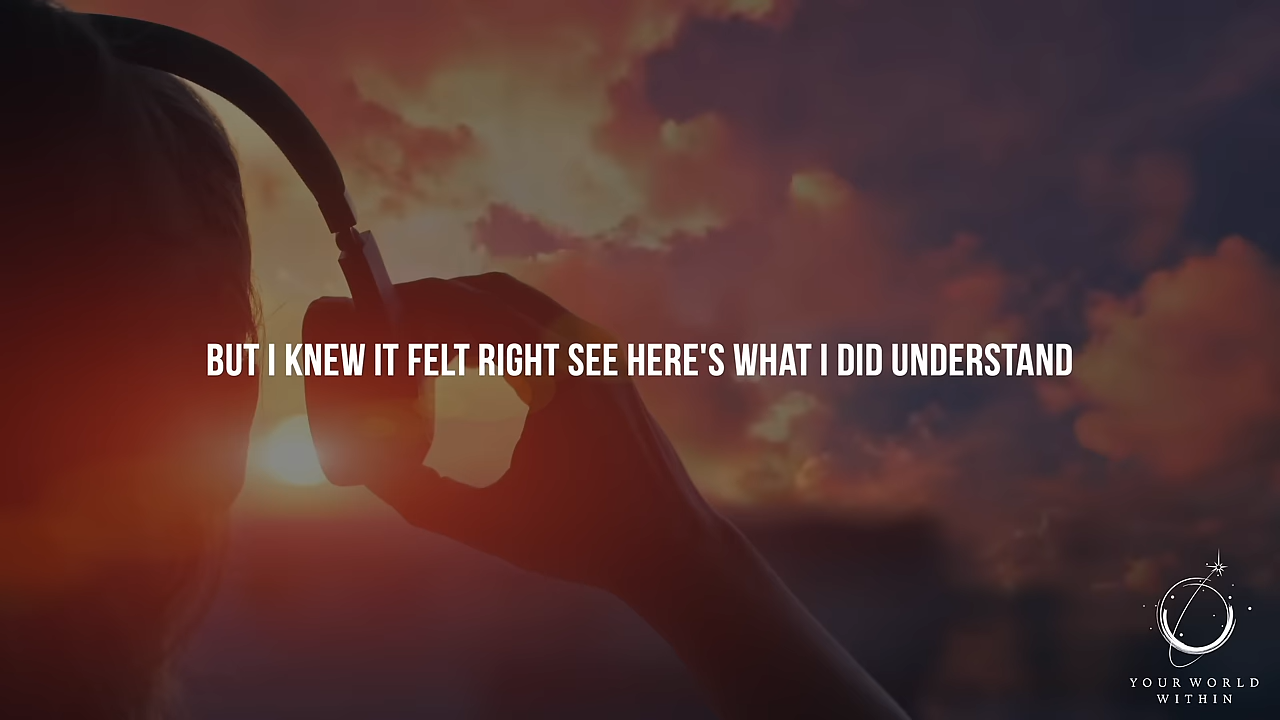 BUT I KNEW IT FELT RIGHT SEE HERE'S WHAT I DID UNDERSTAND
YOUR WORLD
WITHIN